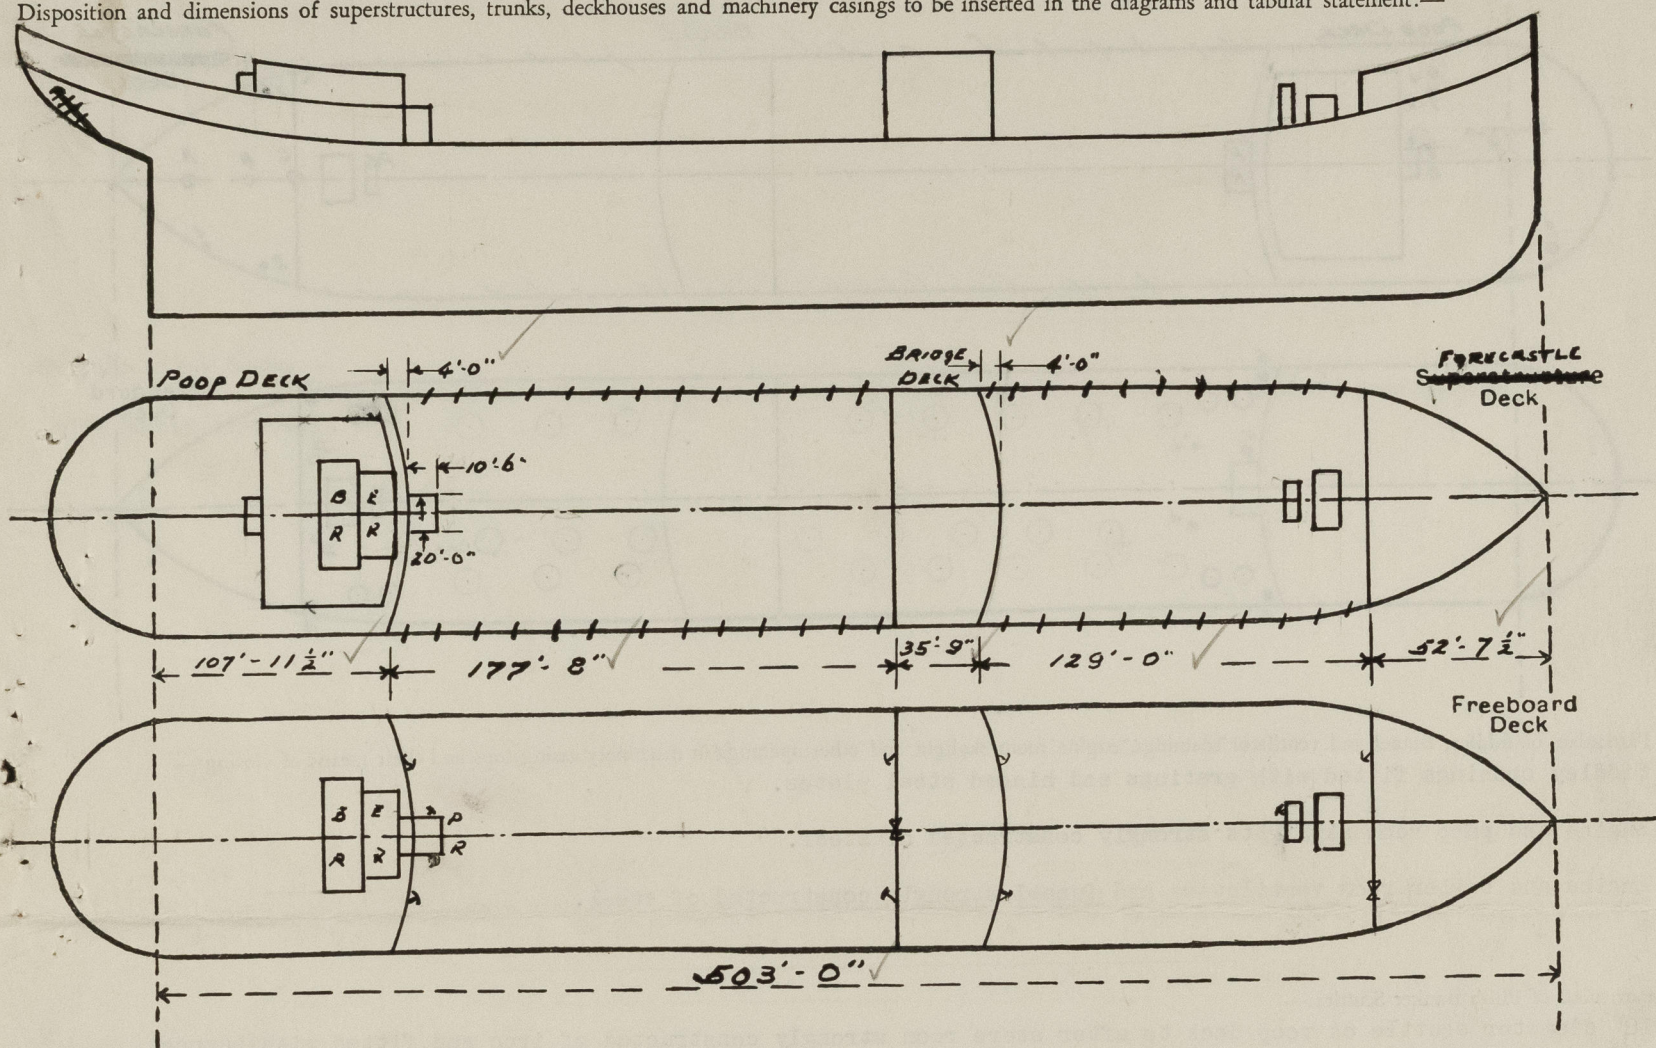 Disposition and dimensions of superstructures, trunks, deckhouses and machinery casings to be inserted in the diagrams and tabular statement:—
POOP DECK
4'-0"
BRIDGE
DECK
4'-0"
FORECASTLE
Superstructure
Deck
10'-6"
B E
R R
20'-0"
107'-11½"
177'-8"
35'-9"
129'-0"
52'-7½"
Freeboard
Deck
B E
R R
P
R
503'-0"